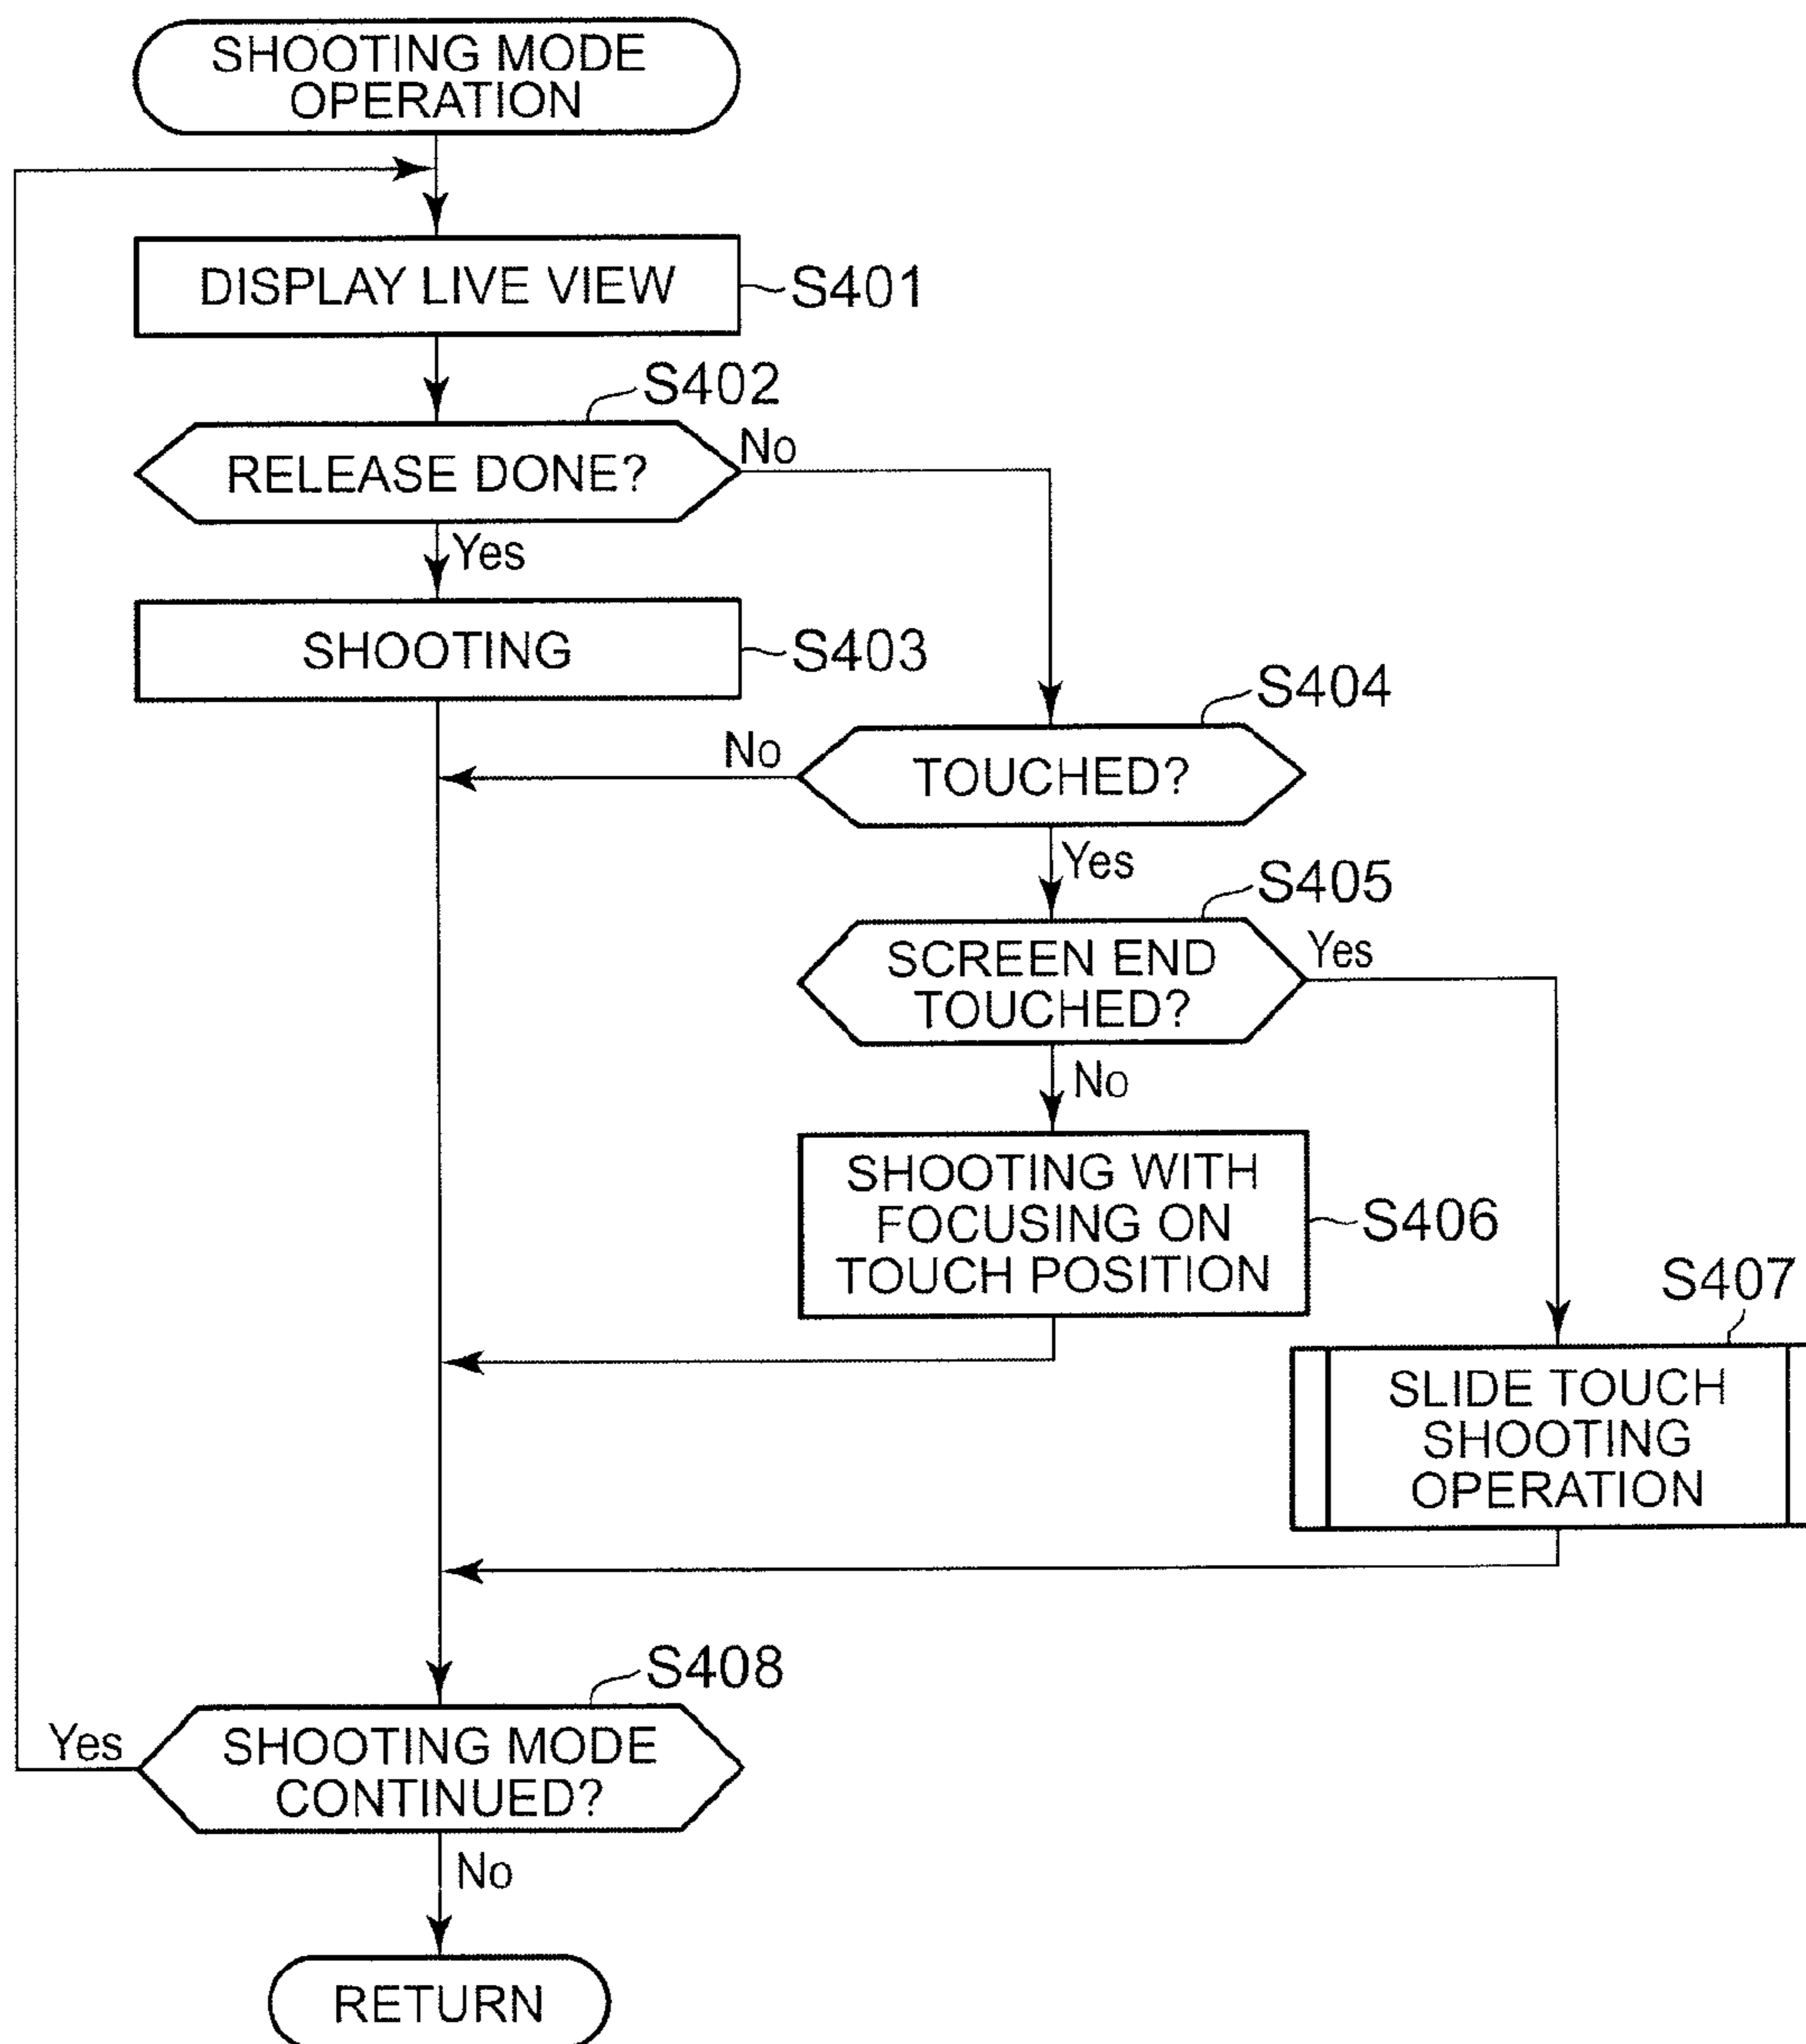 SHOOTING MODE
OPERATION
DISPLAY LIVE VIEW
S401
S402
RELEASE DONE?
No
Yes
SHOOTING
S403
S404
No
TOUCHED?
Yes
S405
SCREEN END
TOUCHED?
Yes
No
SHOOTING WITH
FOCUSING ON
TOUCH POSITION
S406
S407
SLIDE TOUCH
SHOOTING
OPERATION
S408
Yes
SHOOTING MODE
CONTINUED?
No
RETURN